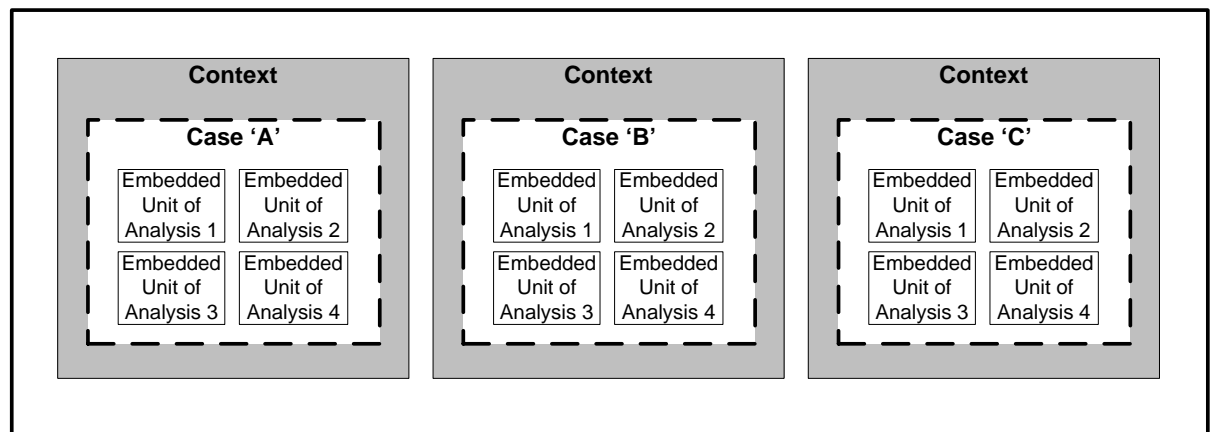 Context
Case ‘A’
Embedded
Unit of
Analysis 1
Embedded
Unit of
Analysis 2
Embedded
Unit of
Analysis 3
Embedded
Unit of
Analysis 4
Context
Case ‘B’
Embedded
Unit of
Analysis 1
Embedded
Unit of
Analysis 2
Embedded
Unit of
Analysis 3
Embedded
Unit of
Analysis 4
Context
Case ‘C’
Embedded
Unit of
Analysis 1
Embedded
Unit of
Analysis 2
Embedded
Unit of
Analysis 3
Embedded
Unit of
Analysis 4